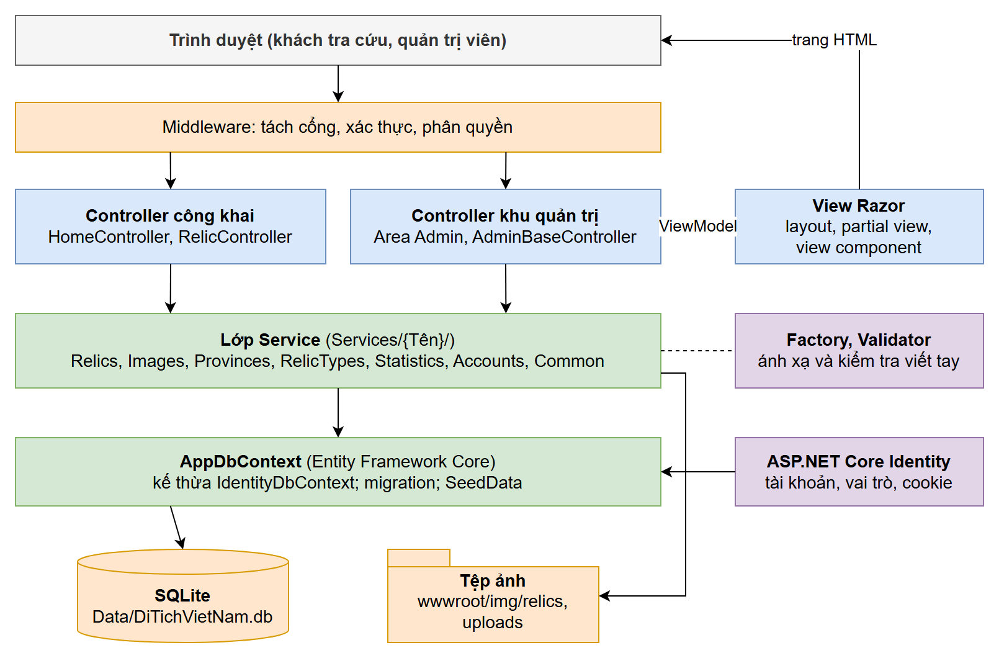 Trình duyệt (khách tra cứu, quản trị viên)
trang HTML
Middleware: tách cổng, xác thực, phân quyền
Controller công khai
HomeController, RelicController
Controller khu quản trị
Area Admin, AdminBaseController
ViewModel
View Razor
layout, partial view,
view component
Lớp Service (Services/{Tên}/)
Relics, Images, Provinces, RelicTypes, Statistics, Accounts, Common
Factory, Validator
ánh xạ và kiểm tra viết tay
AppDbContext (Entity Framework Core)
kế thừa IdentityDbContext; migration; SeedData
ASP.NET Core Identity
tài khoản, vai trò, cookie
SQLite
Data/DiTichVietNam.db
Tệp ảnh
wwwroot/img/relics,
uploads